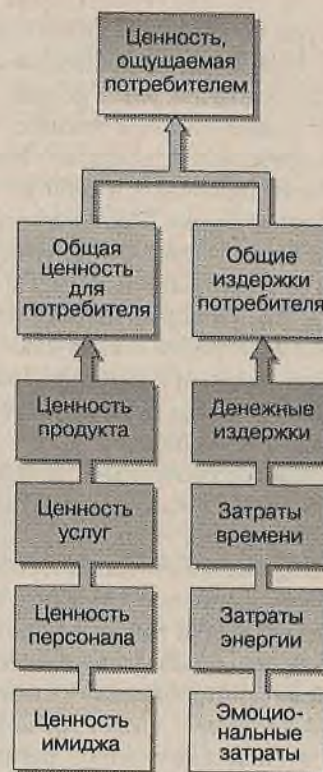 Ценность,
ощущаемая
потребителем
Общая
ценность
для
потребителя
Общие
издержки
потребителя
Ценность
продукта
Денежные
издержки
Ценность
услуг
Затраты
времени
Ценность
персонала
Затраты
энергии
Ценность
имиджа
Эмоцио-
нальные
затраты